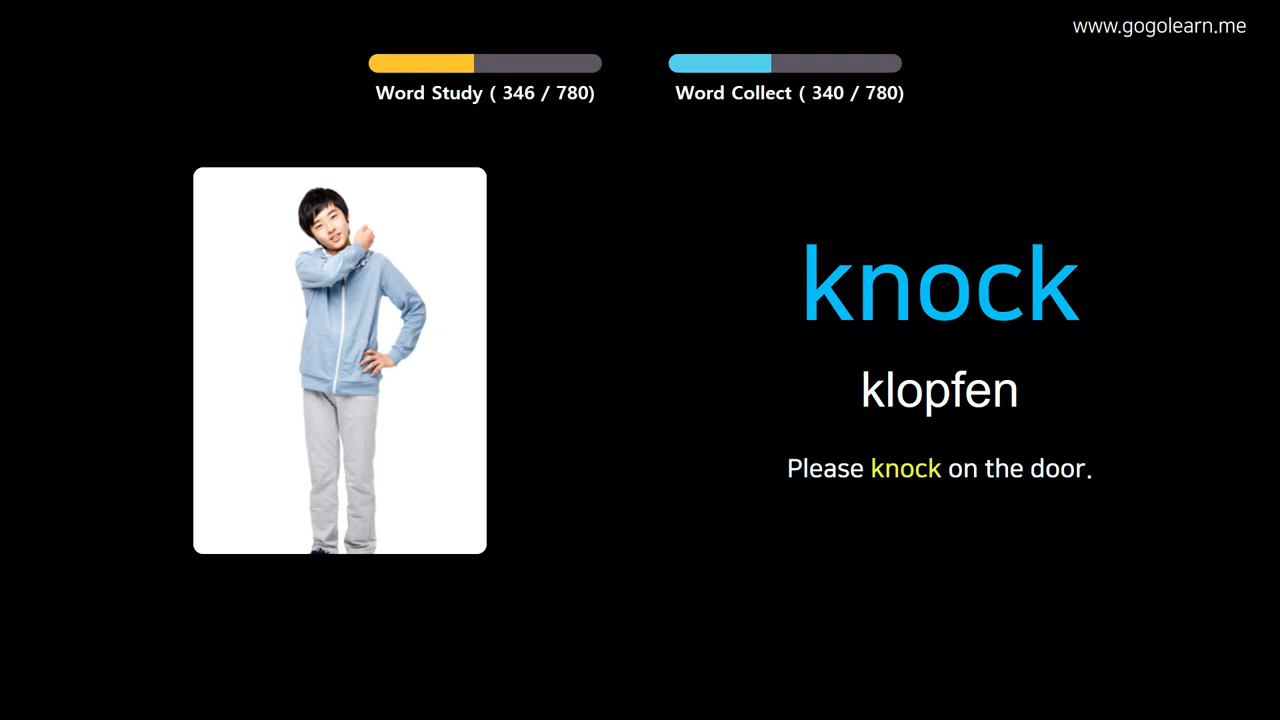 www.gogolearn.me
Word Study ( 346 / 780)
Word Collect ( 340 / 780)
knock
klopfen
Please knock on the door.